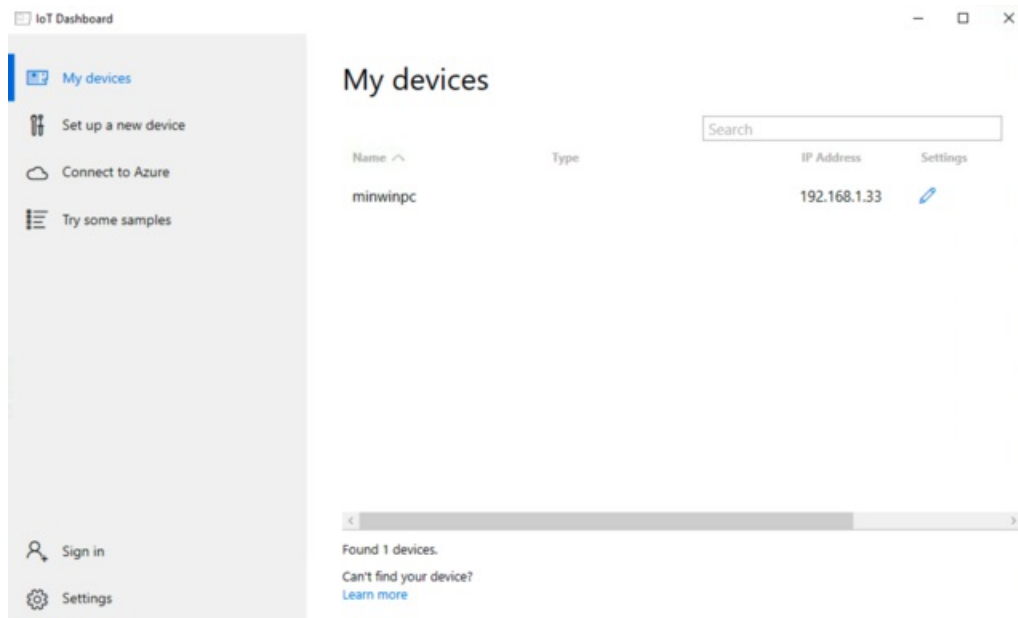 IoT Dashboard
My devices
Set up a new device
Connect to Azure
Try some samples
Sign in
Settings
My devices
Search
Name Type IP Address Settings
minwinpc 192.168.1.33
Found 1 devices.
Can't find your device?
Learn more